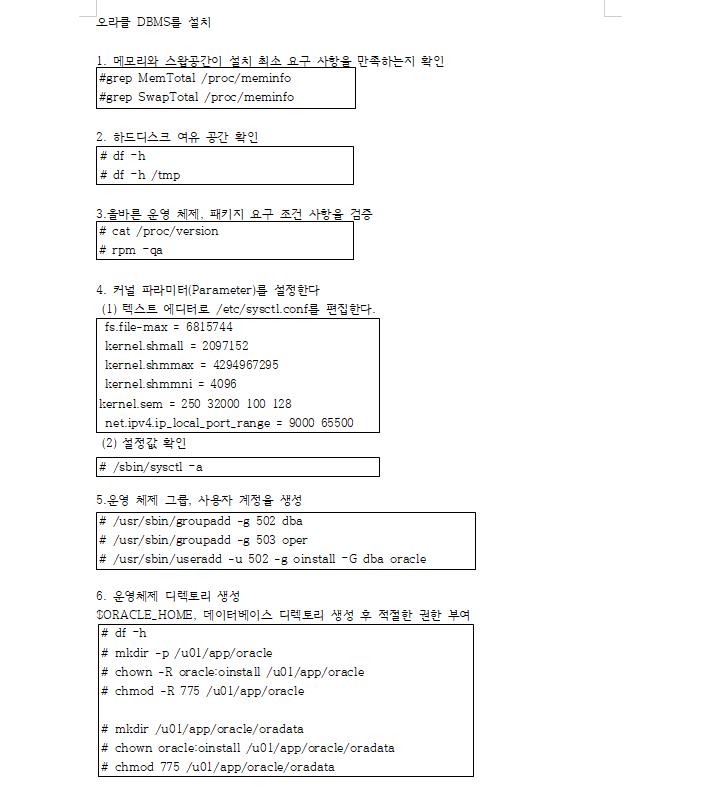 오라클 DBMS를 설치
1. 메모리와 스왑공간이 설치 최소 요구 사항을 만족하는지 확인
#grep MemTotal /proc/meminfo
#grep SwapTotal /proc/meminfo
2. 하드디스크 여유 공간 확인
# df -h
# df -h /tmp
3.올바른 운영 체제, 패키지 요구 조건 사항을 검증
# cat /proc/version
# rpm -qa
4. 커널 파라미터(Parameter)를 설정한다
(1) 텍스트 에디터로 /etc/sysctl.conf를 편집한다.
fs.file-max = 6815744
kernel.shmall = 2097152
kernel.shmmax = 4294967295
kernel.shmmni = 4096
kernel.sem = 250 32000 100 128
net.ipv4.ip_local_port_range = 9000 65500
(2) 설정값 확인
# /sbin/sysctl -a
5.운영 체제 그룹, 사용자 계정을 생성
# /usr/sbin/groupadd -g 502 dba
# /usr/sbin/groupadd -g 503 oper
# /usr/sbin/useradd -u 502 -g oinstall -G dba oracle
6. 운영체제 디렉토리 생성
$ORACLE_HOME, 데이터베이스 디렉토리 생성 후 적절한 권한 부여
# df -h
# mkdir -p /u01/app/oracle
# chown -R oracle:oinstall /u01/app/oracle
# chmod -R 775 /u01/app/oracle
# mkdir /u01/app/oracle/oradata
# chown oracle:oinstall /u01/app/oracle/oradata
# chmod 775 /u01/app/oracle/oradata